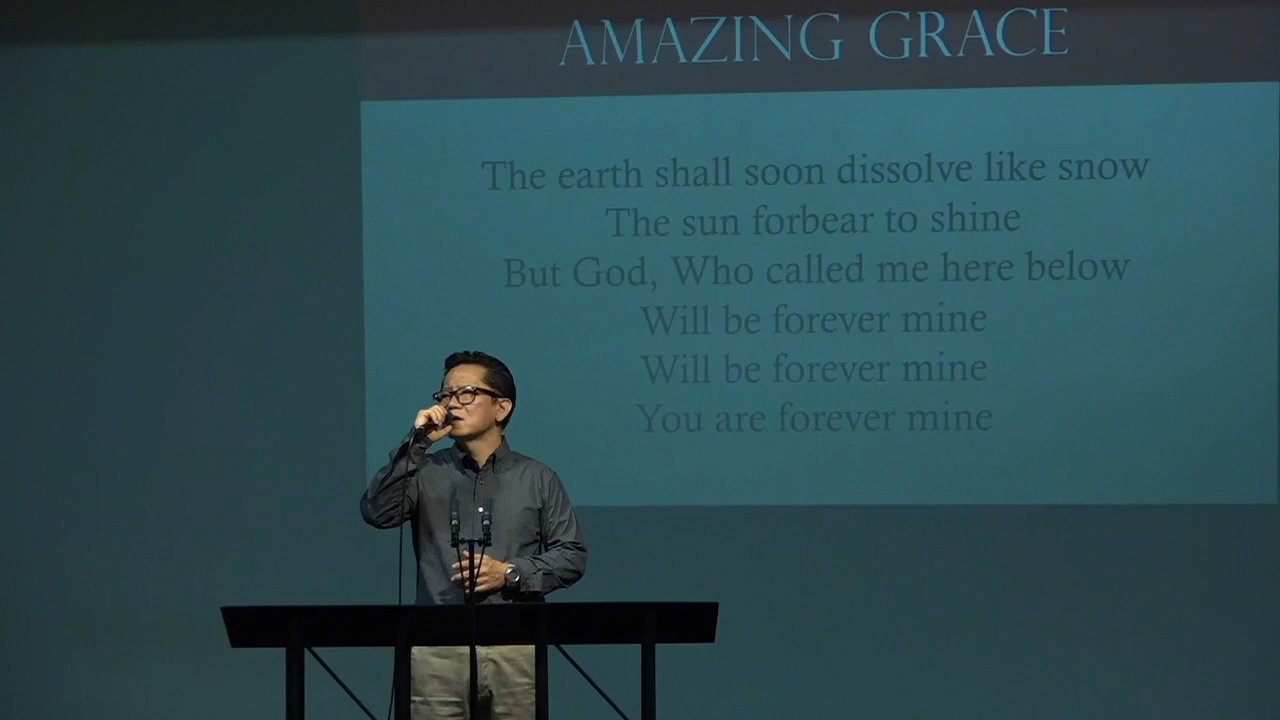 AMAZING GRACE
The earth shall soon dissolve like snow
The sun forbear to shine
But God, Who called me here below
Will be forever mine
Will be forever mine
You are forever mine